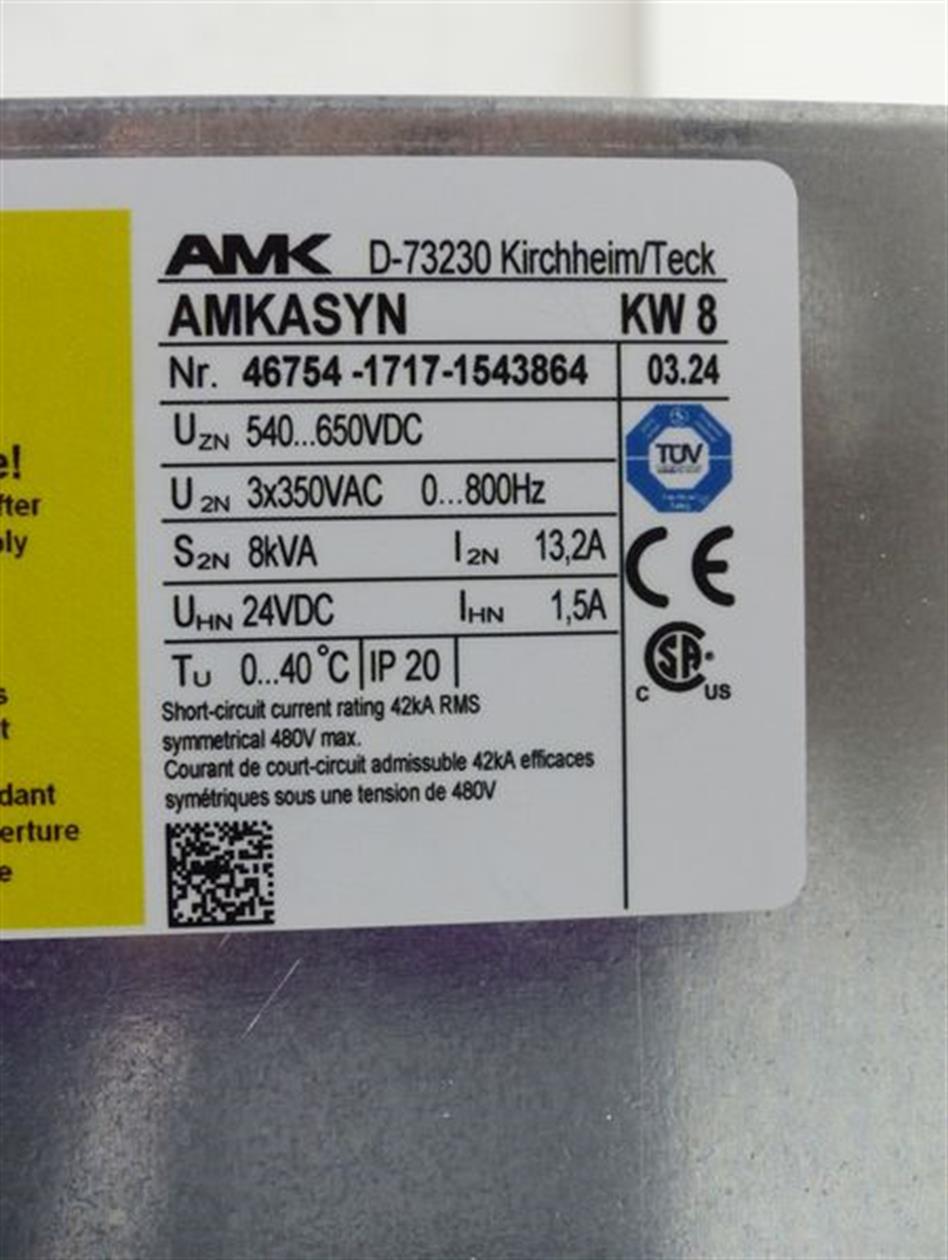 AMK D-73230 Kirchheim/Teck
AMKASYN KW 8
Nr. 46754 -1717-1543864 03.24
UZN 540...650VDC
TÜV
U2N 3x350VAC 0...800Hz
S2N 8kVA I2N 13,2A
CE
UHN 24VDC IHN 1,5A
TU 0...40°C IP 20
SA
C US
Short-circuit current rating 42kA RMS
symmetrical 480V max.
Courant de court-circuit admissible 42kA efficaces
symétriques sous une tension de 480V
e!
fter
ply
s
t
dant
erture
e